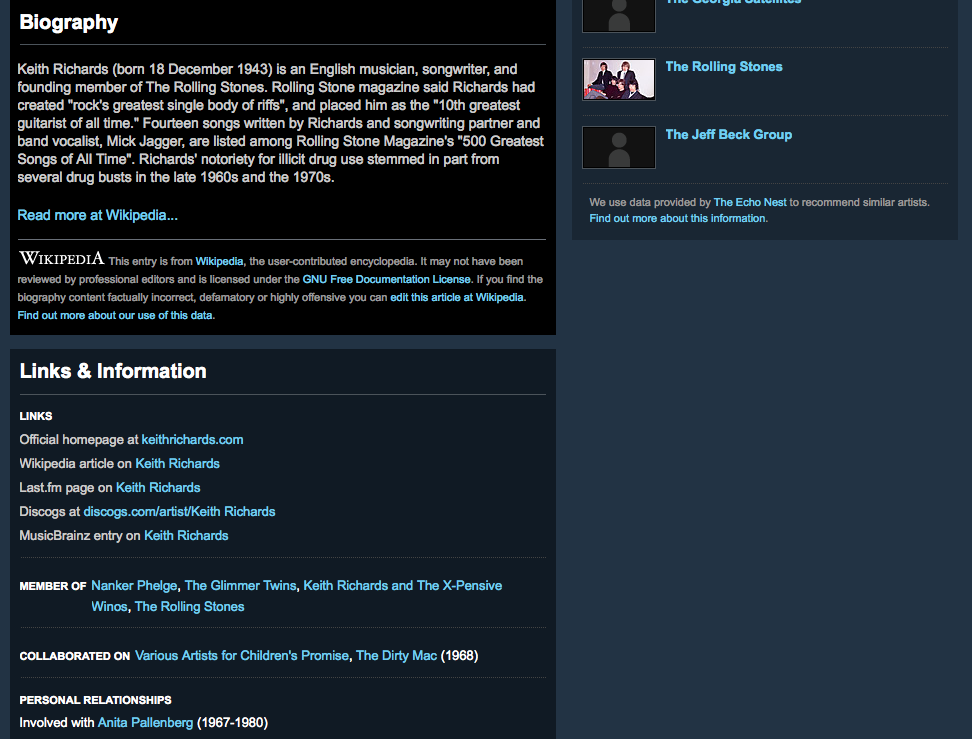 Biography
Keith Richards (born 18 December 1943) is an English musician, songwriter, and
founding member of The Rolling Stones. Rolling Stone magazine said Richards had
created "rock's greatest single body of riffs", and placed him as the "10th greatest
guitarist of all time." Fourteen songs written by Richards and songwriting partner and
band vocalist, Mick Jagger, are listed among Rolling Stone Magazine's "500 Greatest
Songs of All Time". Richards' notoriety for illicit drug use stemmed in part from
several drug busts in the late 1960s and the 1970s.
Read more at Wikipedia...
WIKIPEDIA This entry is from Wikipedia, the user-contributed encyclopedia. It may not have been
reviewed by professional editors and is licensed under the GNU Free Documentation License. If you find the
biography content factually incorrect, defamatory or highly offensive you can edit this article at Wikipedia.
Find out more about our use of this data.
Links & Information
LINKS
Official homepage at keithrichards.com
Wikipedia article on Keith Richards
Last.fm page on Keith Richards
Discogs at discogs.com/artist/Keith Richards
MusicBrainz entry on Keith Richards
MEMBER OF Nanker Phelge, The Glimmer Twins, Keith Richards and The X-Pensive
Winos, The Rolling Stones
COLLABORATED ON Various Artists for Children's Promise, The Dirty Mac (1968)
PERSONAL RELATIONSHIPS
Involved with Anita Pallenberg (1967-1980)
The Georgia Satellites
The Rolling Stones
The Jeff Beck Group
We use data provided by The Echo Nest to recommend similar artists.
Find out more about this information.